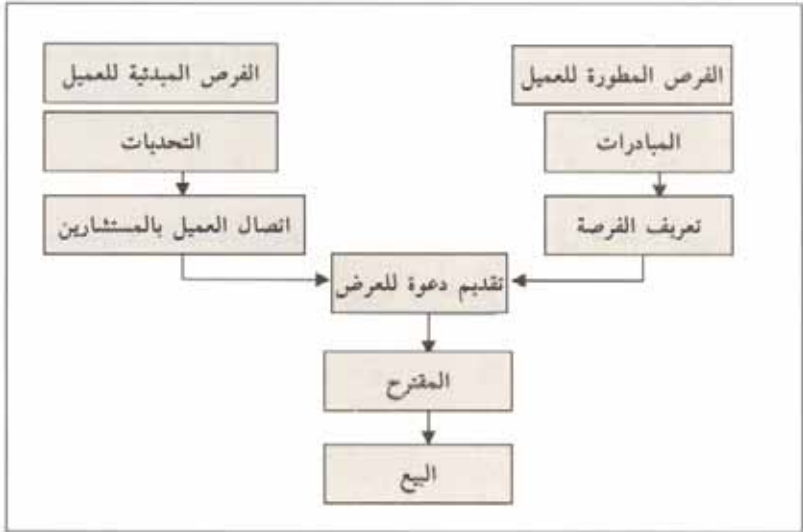 الفرص المطورة للعميل
الفرص المبدئية للعميل
المبادرات
التحديات
تعريف الفرصة
اتصال العميل بالمستشارين
تقديم دعوة للعرض
المقترح
البيع